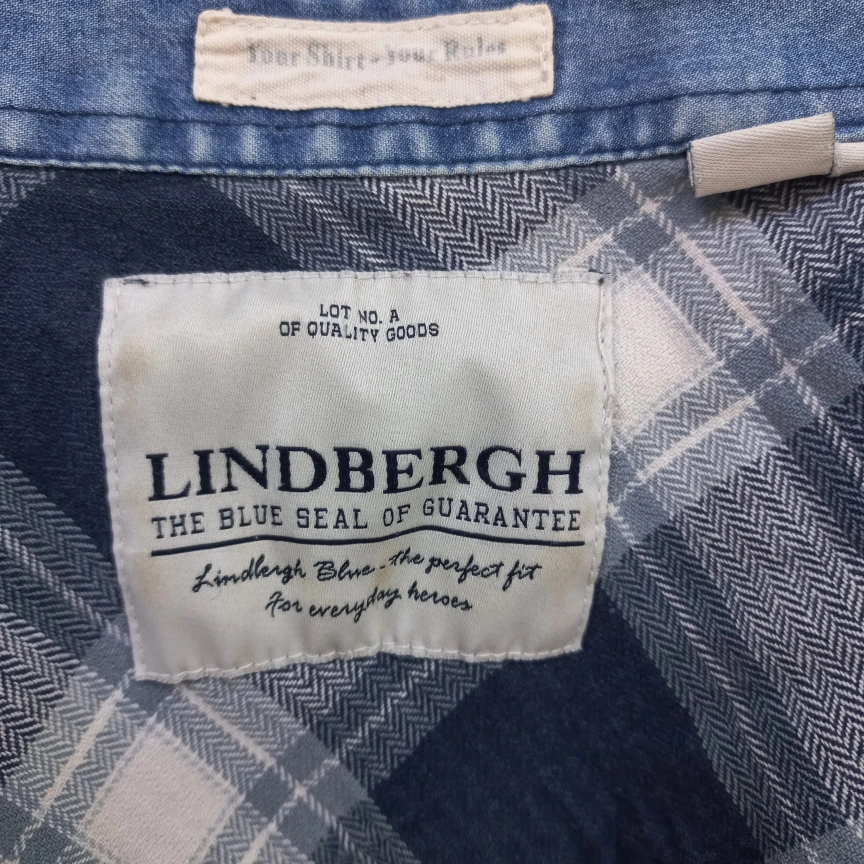 Your Shirt - Your Rules
LOT NO. A
OF QUALITY GOODS
LINDBERGH
THE BLUE SEAL OF GUARANTEE
Lindbergh Blue - the perfect fit
For everyday heroes